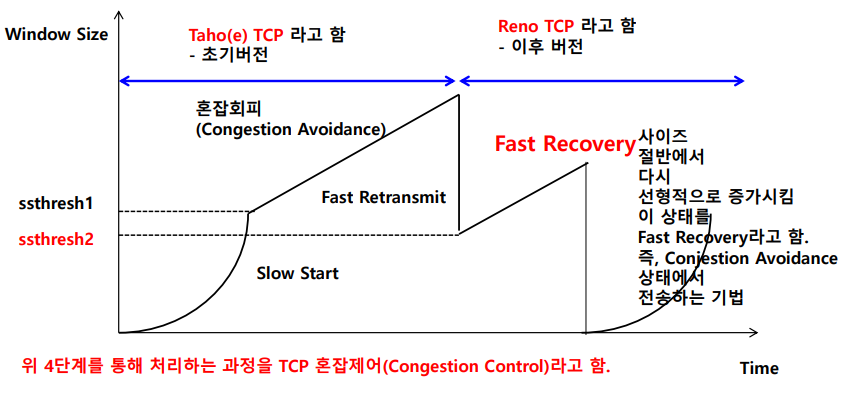 Window Size
Taho(e) TCP 라고 함
- 초기버전
Reno TCP 라고 함
- 이후 버전
혼잡회피
(Congestion Avoidance)
Fast Recovery
사이즈
절반에서
다시
선형적으로 증가시킴
이 상태를
Fast Recovery라고 함.
즉, Conjestion Avoidance
상태에서
전송하는 기법
ssthresh1
Fast Retransmit
ssthresh2
Slow Start
위 4단계를 통해 처리하는 과정을 TCP 혼잡제어(Congestion Control)라고 함.
Time